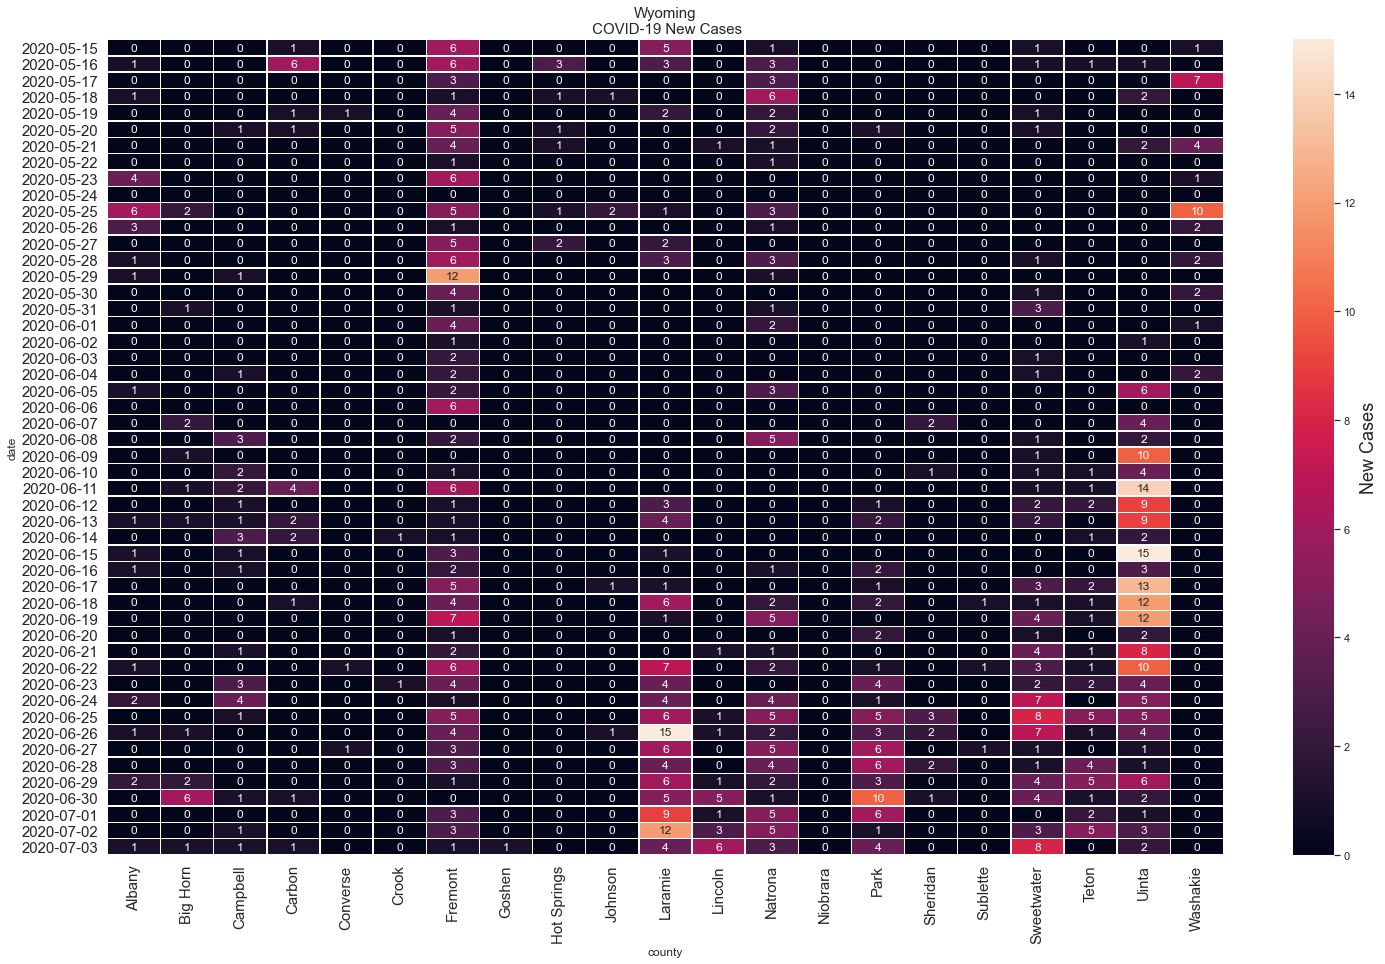 Wyoming
COVID-19 New Cases
2020-05-15 0 0 0 1 0 0 6 0 0 0 5 0 1 0 0 0 0 1 0 0 1
2020-05-16 1 0 0 6 0 0 6 0 3 0 3 0 3 0 0 0 0 1 1 1 0
2020-05-17 0 0 0 0 0 0 3 0 0 0 0 0 3 0 0 0 0 0 0 0 7
2020-05-18 1 0 0 0 0 0 1 0 1 1 0 0 6 0 0 0 0 0 0 2 0
2020-05-19 0 0 0 1 1 0 4 0 0 0 2 0 2 0 0 0 0 1 0 0 0
2020-05-20 0 0 1 1 0 0 5 0 1 0 0 0 2 0 1 0 0 1 0 0 0
2020-05-21 0 0 0 0 0 0 4 0 1 0 0 1 1 0 0 0 0 0 0 2 4
2020-05-22 0 0 0 0 0 0 1 0 0 0 0 0 1 0 0 0 0 0 0 0 0
2020-05-23 4 0 0 0 0 0 6 0 0 0 0 0 0 0 0 0 0 0 0 0 1
2020-05-24 0 0 0 0 0 0 0 0 0 0 0 0 0 0 0 0 0 0 0 0 0
2020-05-25 6 2 0 0 0 0 5 0 1 2 1 0 3 0 0 0 0 0 0 0 10
2020-05-26 3 0 0 0 0 0 1 0 0 0 0 0 1 0 0 0 0 0 0 0 2
2020-05-27 0 0 0 0 0 0 5 0 2 0 2 0 0 0 0 0 0 0 0 0 0
2020-05-28 1 0 0 0 0 0 6 0 0 0 3 0 3 0 0 0 0 1 0 0 2
2020-05-29 1 0 1 0 0 0 12 0 0 0 0 0 1 0 0 0 0 0 0 0 0
2020-05-30 0 0 0 0 0 0 4 0 0 0 0 0 0 0 0 0 0 1 0 0 2
2020-05-31 0 1 0 0 0 0 1 0 0 0 0 0 1 0 0 0 0 3 0 0 0
2020-06-01 0 0 0 0 0 0 4 0 0 0 0 0 2 0 0 0 0 0 0 0 1
2020-06-02 0 0 0 0 0 0 1 0 0 0 0 0 0 0 0 0 0 0 0 1 0
2020-06-03 0 0 0 0 0 0 2 0 0 0 0 0 0 0 0 0 0 1 0 0 0
2020-06-04 0 0 1 0 0 0 2 0 0 0 0 0 0 0 0 0 0 1 0 0 2
2020-06-05 1 0 0 0 0 0 2 0 0 0 0 0 3 0 0 0 0 0 0 6 0
2020-06-06 0 0 0 0 0 0 6 0 0 0 0 0 0 0 0 0 0 0 0 0 0
2020-06-07 0 2 0 0 0 0 0 0 0 0 0 0 0 0 0 2 0 0 0 4 0
2020-06-08 0 0 3 0 0 0 2 0 0 0 0 0 5 0 0 0 0 1 0 2 0
2020-06-09 0 1 0 0 0 0 0 0 0 0 0 0 0 0 0 0 0 1 0 10 0
2020-06-10 0 0 2 0 0 0 1 0 0 0 0 0 0 0 0 1 0 1 1 4 0
2020-06-11 0 1 2 4 0 0 6 0 0 0 0 0 0 0 0 0 0 1 1 14 0
2020-06-12 0 0 1 0 0 0 1 0 0 0 3 0 0 0 1 0 0 2 2 9 0
2020-06-13 1 1 1 2 0 0 1 0 0 0 4 0 0 0 2 0 0 2 0 9 0
2020-06-14 0 0 3 2 0 1 1 0 0 0 0 0 0 0 0 0 0 0 1 2 0
2020-06-15 1 0 1 0 0 0 3 0 0 0 1 0 0 0 0 0 0 0 0 15 0
2020-06-16 1 0 1 0 0 0 2 0 0 0 0 0 1 0 2 0 0 0 0 3 0
2020-06-17 0 0 0 0 0 0 5 0 0 1 1 0 0 0 1 0 0 3 2 13 0
2020-06-18 0 0 0 1 0 0 4 0 0 0 6 0 2 0 2 0 1 1 1 12 0
2020-06-19 0 0 0 0 0 0 7 0 0 0 1 0 5 0 0 0 0 4 1 12 0
2020-06-20 0 0 0 0 0 0 1 0 0 0 0 0 0 0 2 0 0 1 0 2 0
2020-06-21 0 0 1 0 0 0 2 0 0 0 0 1 1 0 0 0 0 4 1 8 0
2020-06-22 1 0 0 0 1 0 6 0 0 0 7 0 2 0 1 0 1 3 1 10 0
2020-06-23 0 0 3 0 0 1 4 0 0 0 4 0 0 0 4 0 0 2 2 4 0
2020-06-24 2 0 4 0 0 0 1 0 0 0 4 0 4 0 1 0 0 7 0 5 0
2020-06-25 0 0 1 0 0 0 5 0 0 0 6 1 5 0 5 3 0 8 5 5 0
2020-06-26 1 1 0 0 0 0 4 0 0 1 15 1 2 0 3 2 0 7 1 4 0
2020-06-27 0 0 0 0 1 0 3 0 0 0 6 0 5 0 6 0 1 1 0 1 0
2020-06-28 0 0 0 0 0 0 3 0 0 0 4 0 4 0 6 2 0 1 4 1 0
2020-06-29 2 2 0 0 0 0 1 0 0 0 6 1 2 0 3 0 0 4 5 6 0
2020-06-30 0 6 1 1 0 0 0 0 0 0 5 5 1 0 10 1 0 4 1 2 0
2020-07-01 0 0 0 0 0 0 3 0 0 0 9 1 5 0 6 0 0 0 2 1 0
2020-07-02 0 0 1 0 0 0 3 0 0 0 12 3 5 0 1 0 0 3 5 3 0
2020-07-03 1 1 1 1 0 0 1 1 0 0 4 6 3 0 4 0 0 8 0 2 0
Albany Big Horn Campbell Carbon Converse Crook Fremont Goshen Hot Springs Johnson Laramie Lincoln Natrona Niobrara Park Sheridan Sublette Sweetwater Teton Uinta Washakie
county
date
14
12
10
8
6
4
2
0
New Cases